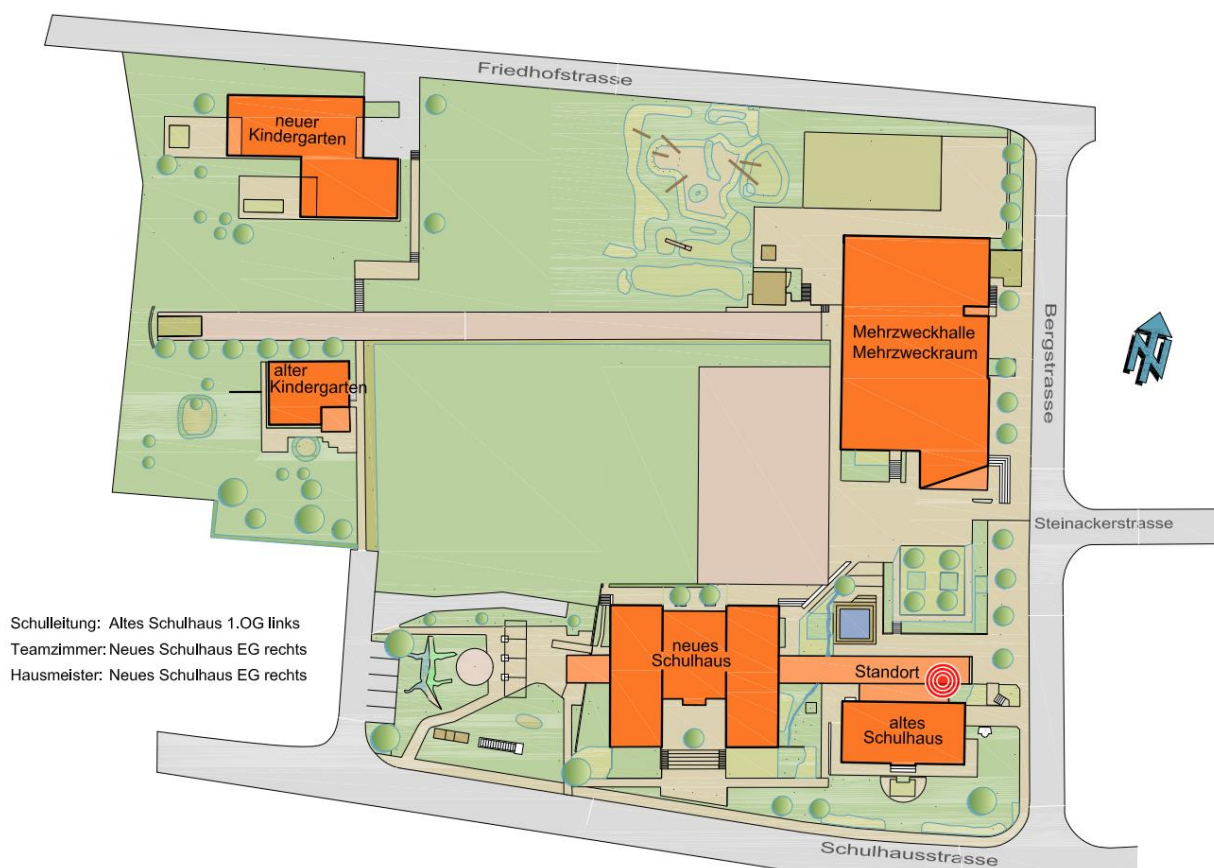 Friedhofstrasse
neuer
Kindergarten
Mehrzweckhalle
Mehrzweckraum
Bergstrasse
N
alter
Kindergarten
Steinackerstrasse
Schulleitung: Altes Schulhaus 1.OG links
Teamzimmer: Neues Schulhaus EG rechts
Hausmeister: Neues Schulhaus EG rechts
neues
Schulhaus
Standort
altes
Schulhaus
Schulhausstrasse